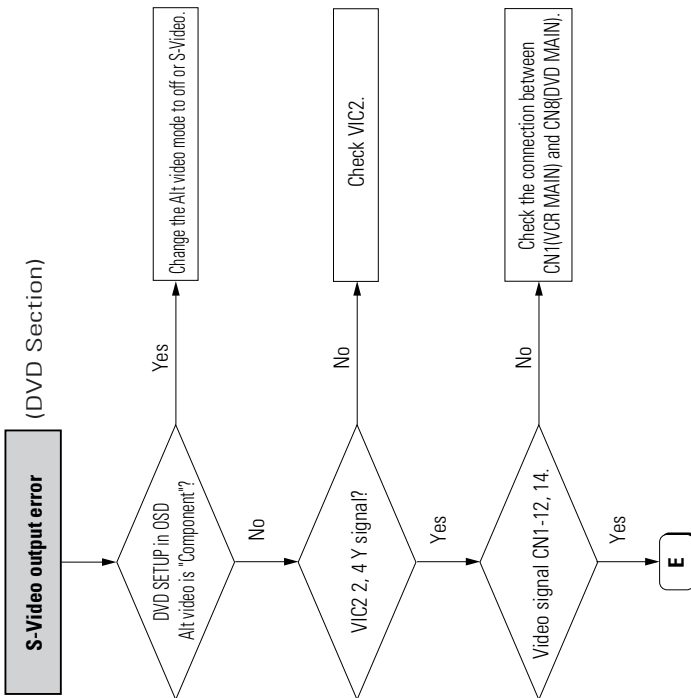 S-Video output error
(DVD Section)
DVD SETUP in OSD
Alt video is "Component"?
Yes
Change the Alt video mode to off or S-Video.
No
VIC2 2, 4 Y signal?
No
Check VIC2.
Yes
Video signal CN1-12, 14.
No
Check the connection between
CN1(VCR MAIN) and CN8(DVD MAIN).
Yes
E